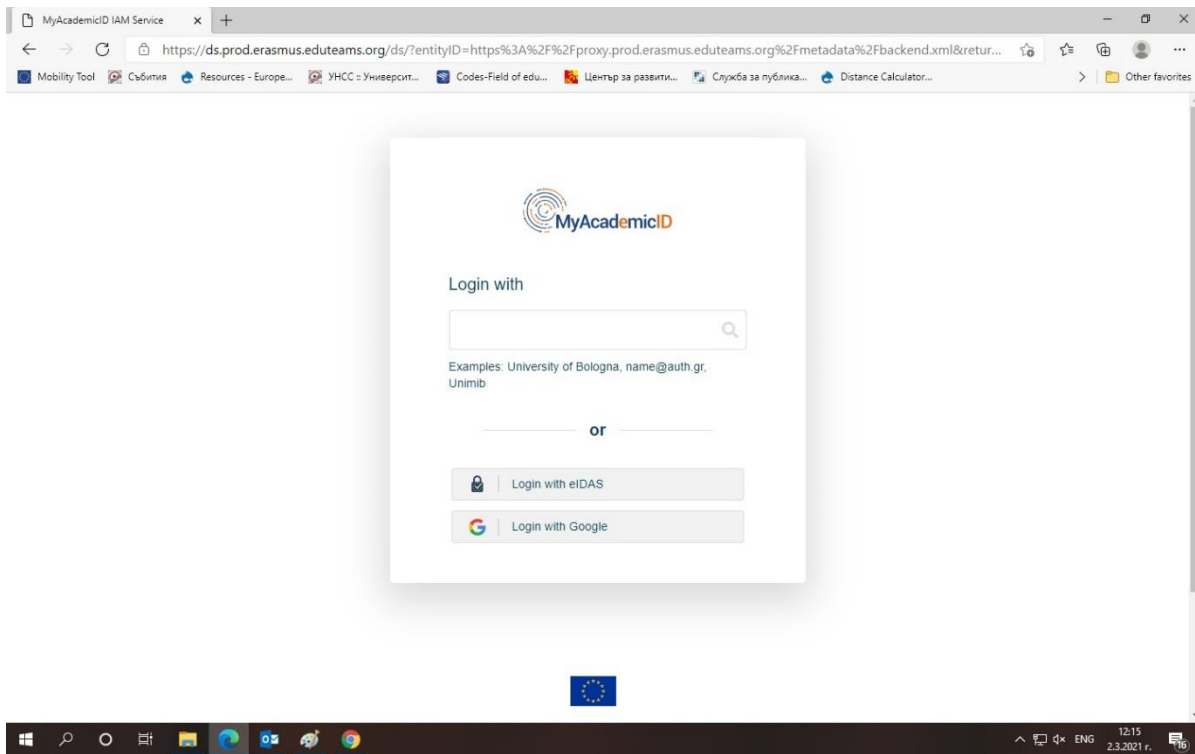 MyAcademicID IAM Service
https://ds.prod.erasmus.eduteams.org/ds/?entityID=https%3A%2F%2Fproxy.prod.erasmus.eduteams.org%2Fmetadata%2Fbackend.xml&retur...
Mobility Tool Събития Resources - Europe... УНСС :: Университ... Codes-Field of edu... Център за развити... Служба за публика... Distance Calculator... Other favorites
MyAcademicID
Login with
Examples: University of Bologna, name@auth.gr,
Unimib
or
Login with eIDAS
Login with Google
12:15
ENG
2.3.2021 г.
16